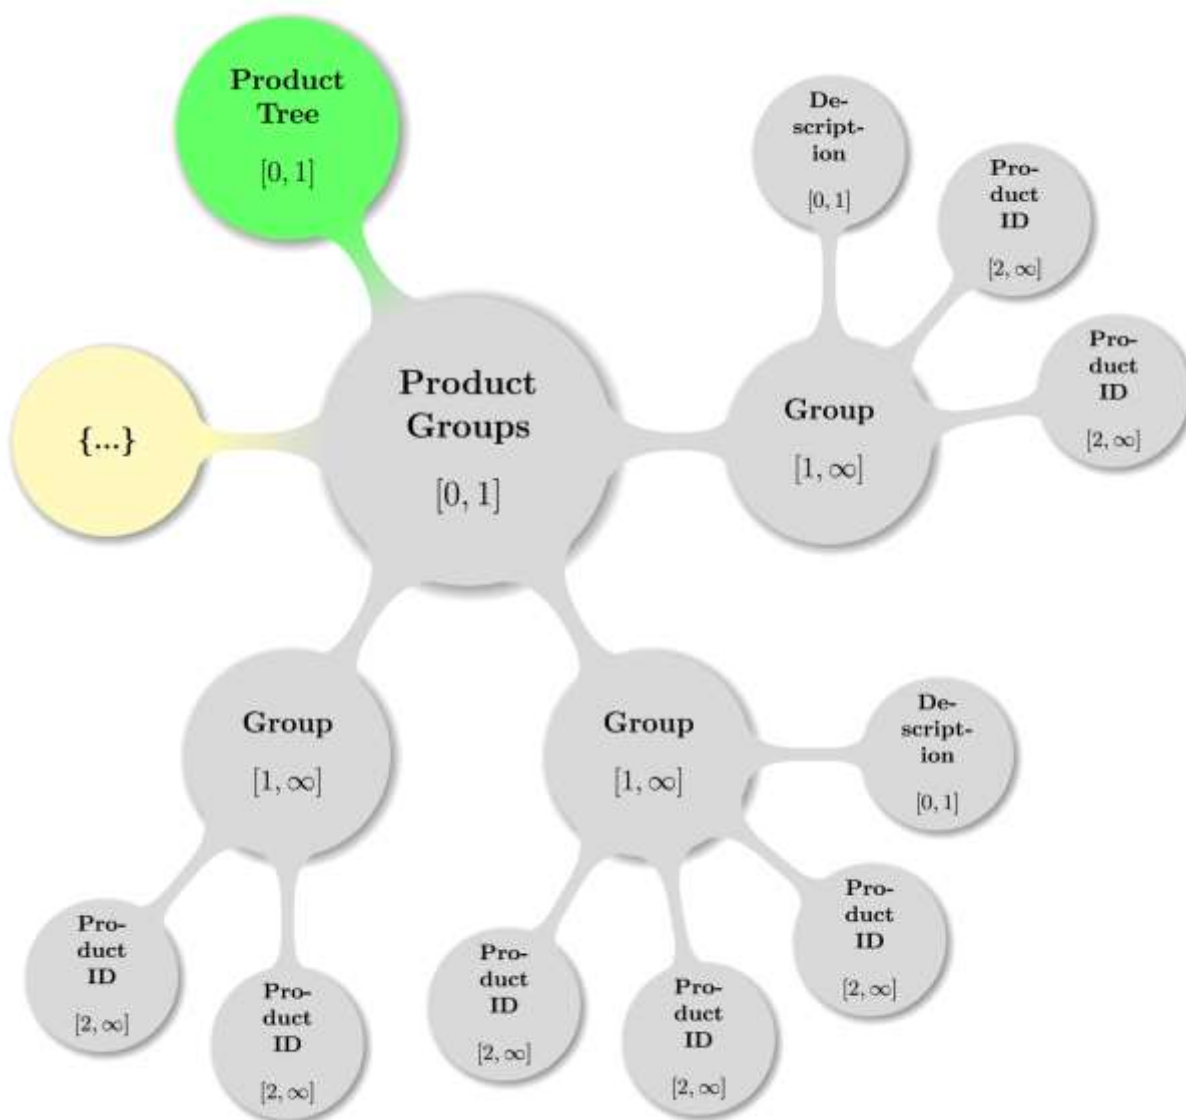 Product
Tree
[0, 1]
De-
script-
ion
[0, 1]
Pro-
duct
ID
[2, ∞]
Pro-
duct
ID
[2, ∞]
{...}
Product
Groups
[0, 1]
Group
[1, ∞]
Group
[1, ∞]
Group
[1, ∞]
De-
script-
ion
[0, 1]
Pro-
duct
ID
[2, ∞]
Pro-
duct
ID
[2, ∞]
Pro-
duct
ID
[2, ∞]
Pro-
duct
ID
[2, ∞]
Pro-
duct
ID
[2, ∞]